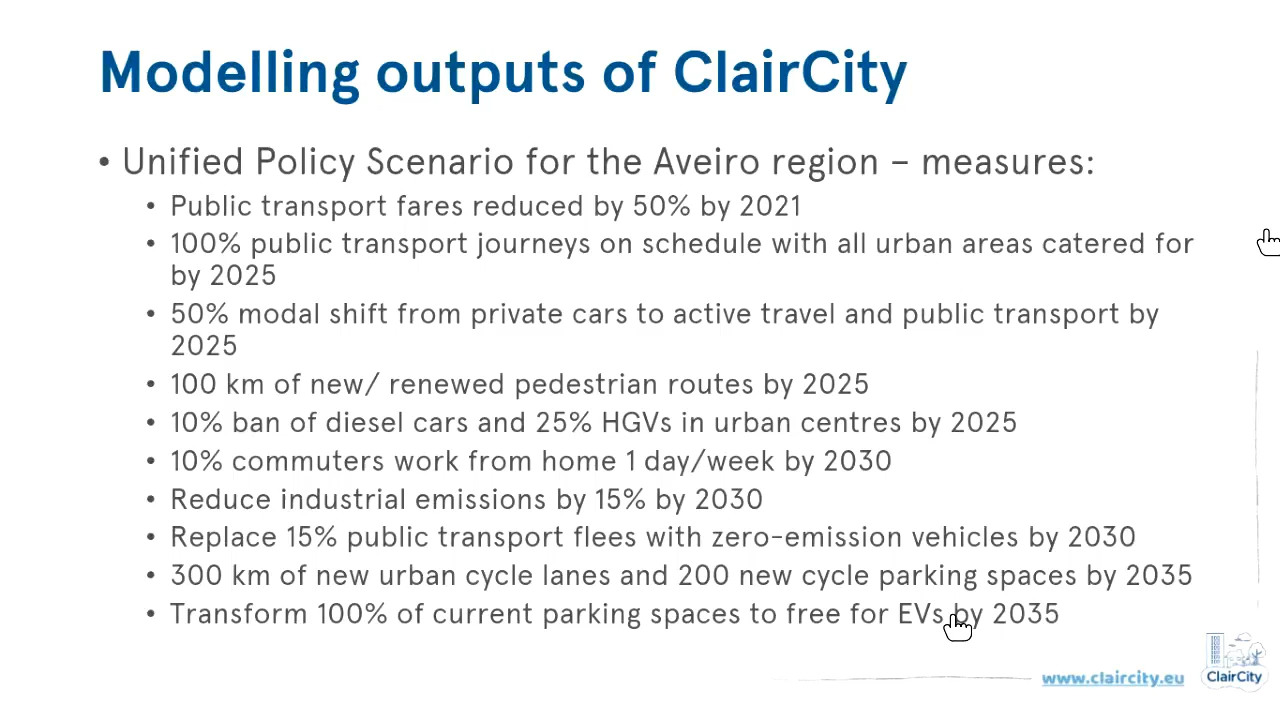 Modelling outputs of ClairCity
• Unified Policy Scenario for the Aveiro region – measures:
• Public transport fares reduced by 50% by 2021
• 100% public transport journeys on schedule with all urban areas catered for
by 2025
• 50% modal shift from private cars to active travel and public transport by
2025
• 100 km of new/ renewed pedestrian routes by 2025
• 10% ban of diesel cars and 25% HGVs in urban centres by 2025
• 10% commuters work from home 1 day/week by 2030
• Reduce industrial emissions by 15% by 2030
• Replace 15% public transport flees with zero-emission vehicles by 2030
• 300 km of new urban cycle lanes and 200 new cycle parking spaces by 2035
• Transform 100% of current parking spaces to free for EVs by 2035
www.claircity.eu
ClairCity